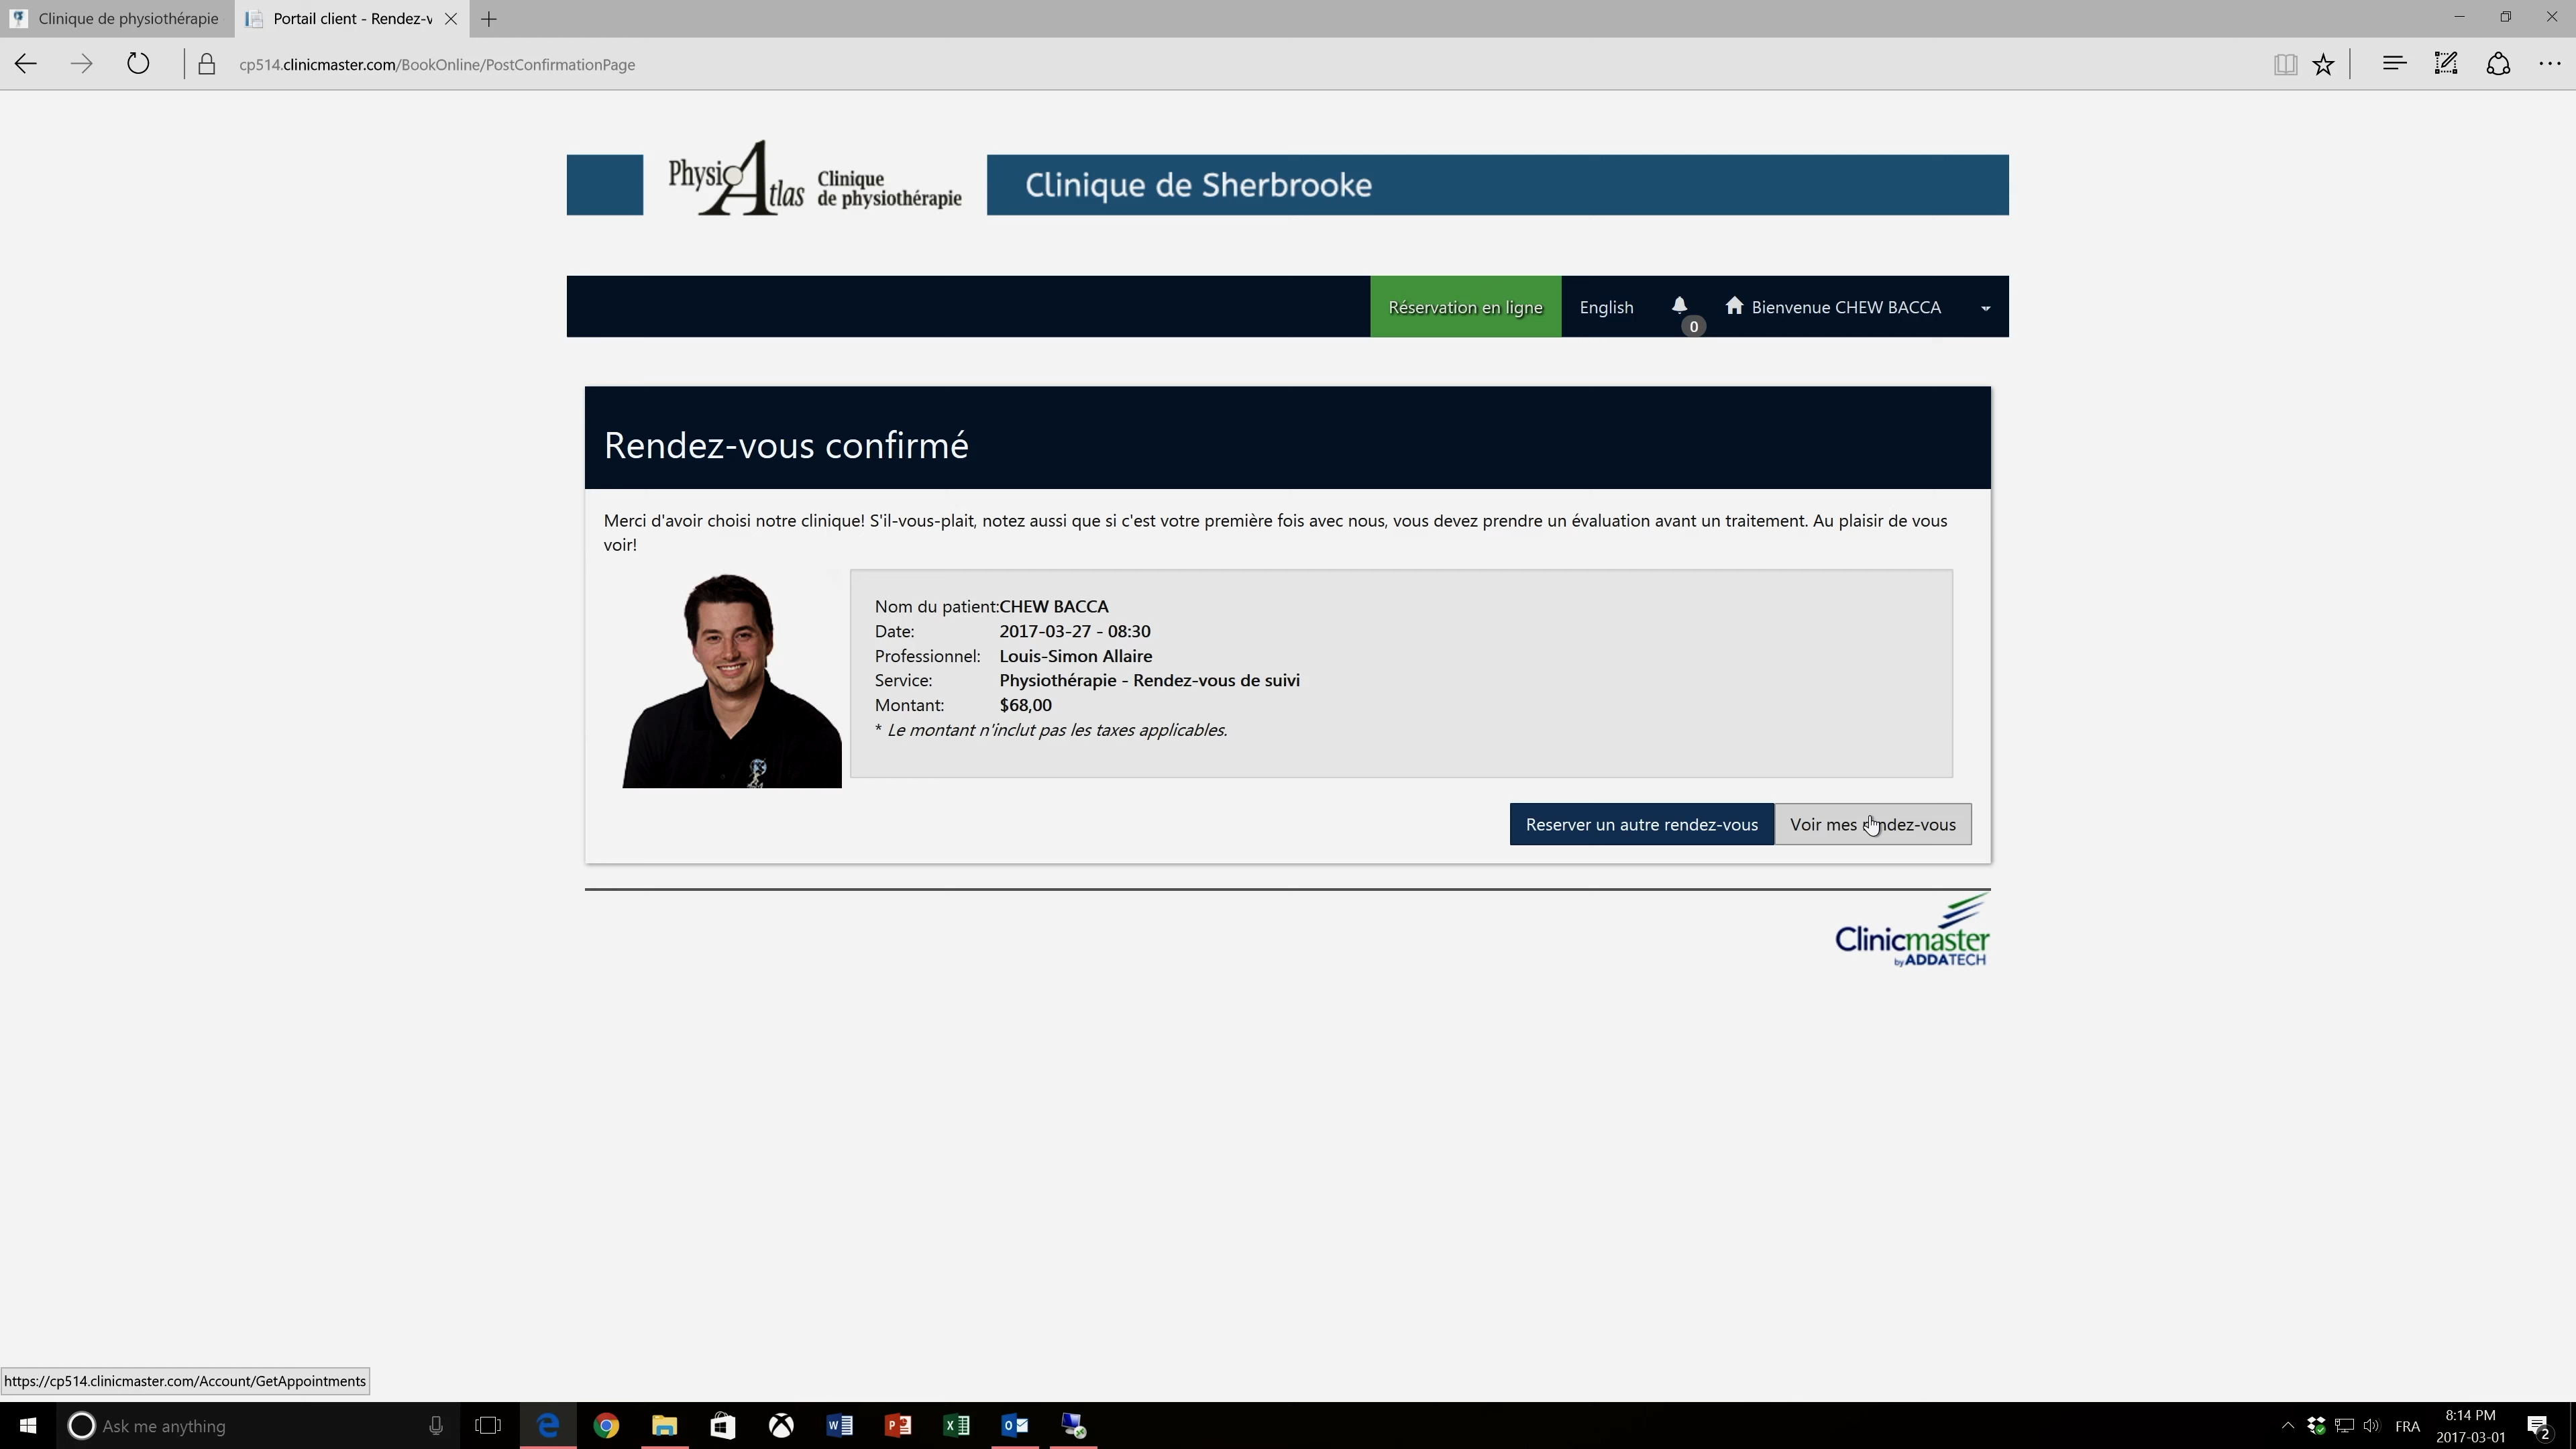 Clinique de physiothérapie
Portail client - Rendez-v
cp514.clinicmaster.com/BookOnline/PostConfirmationPage
PhysioAtlas Clinique
de physiothérapie
Clinique de Sherbrooke
Réservation en ligne English 0 Bienvenue CHEW BACCA
Rendez-vous confirmé
Merci d'avoir choisi notre clinique! S'il-vous-plait, notez aussi que si c'est votre première fois avec nous, vous devez prendre un évaluation avant un traitement. Au plaisir de vous
voir!
Nom du patient:CHEW BACCA
Date: 2017-03-27 - 08:30
Professionnel: Louis-Simon Allaire
Service: Physiothérapie - Rendez-vous de suivi
Montant: $68,00
* Le montant n'inclut pas les taxes applicables.
Reserver un autre rendez-vous Voir mes rendez-vous
Clinicmaster
by ADDATECH
https://cp514.clinicmaster.com/Account/GetAppointments
Ask me anything
FRA
8:14 PM
2017-03-01
2